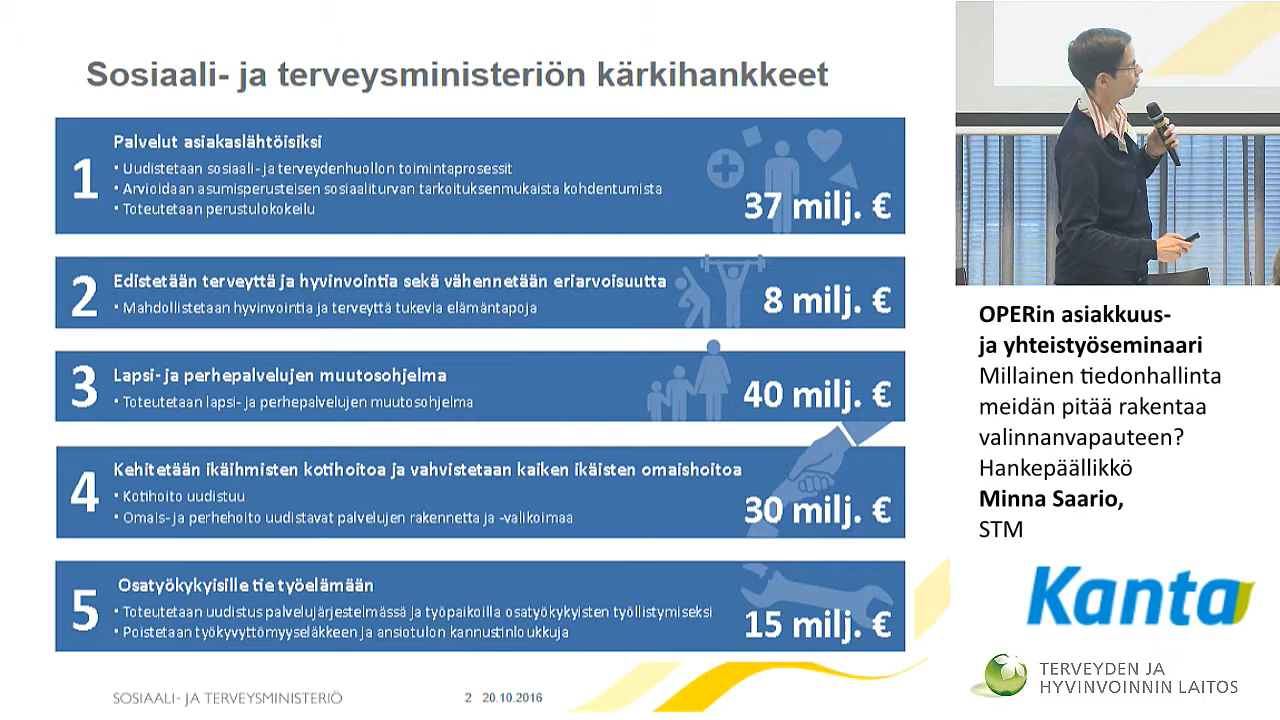 Sosiaali- ja terveysministeriön kärkihankkeet
1
Palvelut asiakaslähtöisiksi
• Uudistetaan sosiaali- ja terveydenhuollon toimintaprosessit
• Arvioidaan asumisperusteisen sosiaaliturvan tarkoituksenmukaista kohdentumista
• Toteutetaan perustulokokeilu
37 milj. €
2
Edistetään terveyttä ja hyvinvointia sekä vähennetään eriarvoisuutta
• Mahdollistetaan hyvinvointia ja terveyttä tukevia elämäntapoja
8 milj. €
3
Lapsi- ja perhepalvelujen muutosohjelma
• Toteutetaan lapsi- ja perhepalvelujen muutosohjelma
40 milj. €
4
Kehitetään ikäihmisten kotihoitoa ja vahvistetaan kaiken ikäisten omaishoitoa
• Kotihoito uudistuu
• Omais- ja perhehoito uudistavat palvelujen rakennetta ja -valikoimaa
30 milj. €
5
Osatyökykyisille tie työelämään
• Toteutetaan uudistus palvelujärjestelmässä ja työpaikoilla osatyökykyisten työllistymiseksi
• Poistetaan työkyvyttömyyseläkkeen ja ansiotulon kannustinloukkuja
15 milj. €
SOSIAALI- JA TERVEYSMINISTERIÖ
2 20.10.2016
OPERin asiakkuus-
ja yhteistyöseminaari
Millainen tiedonhallinta
meidän pitää rakentaa
valinnanvapauteen?
Hankepäällikkö
Minna Saario,
STM
Kanta
TERVEYDEN JA
HYVINVOINNIN LAITOS